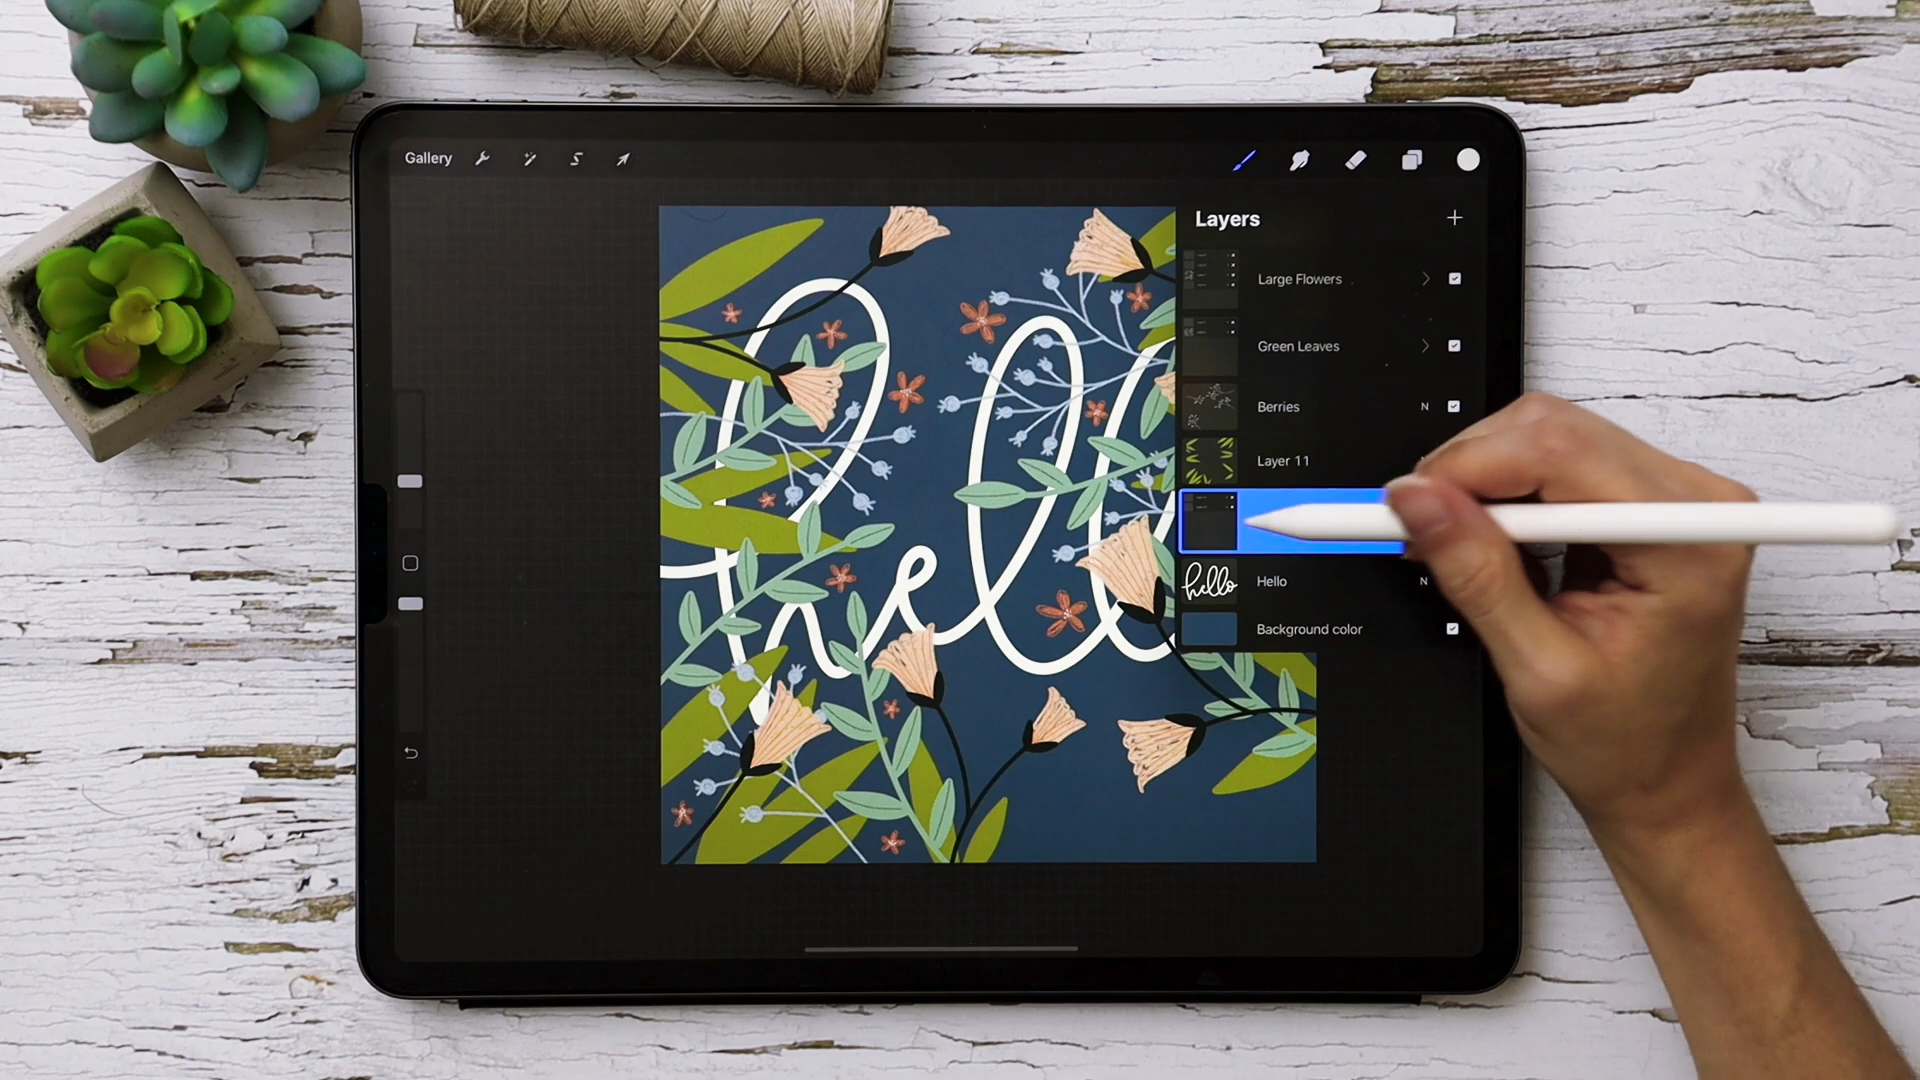 Gallery
Layers
Large Flowers
Green Leaves
Berries N
Layer 11
Hello N
hello
Background color
hello